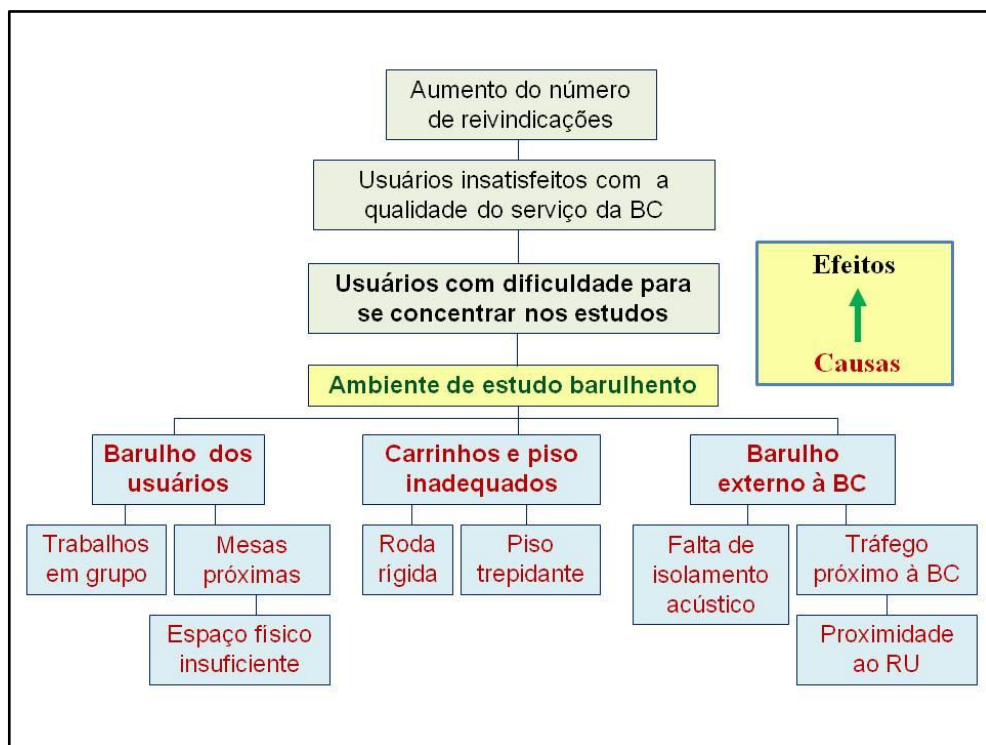 Aumento do número
de reivindicações
Usuários insatisfeitos com a
qualidade do serviço da BC
Usuários com dificuldade para
se concentrar nos estudos
Efeitos
Causas
Ambiente de estudo barulhento
Barulho dos
usuários
Carrinhos e piso
inadequados
Barulho
externo à BC
Trabalhos
em grupo
Mesas
próximas
Roda
rígida
Piso
trepidante
Falta de
isolamento
acústico
Tráfego
próximo à BC
Espaço físico
insuficiente
Proximidade
ao RU